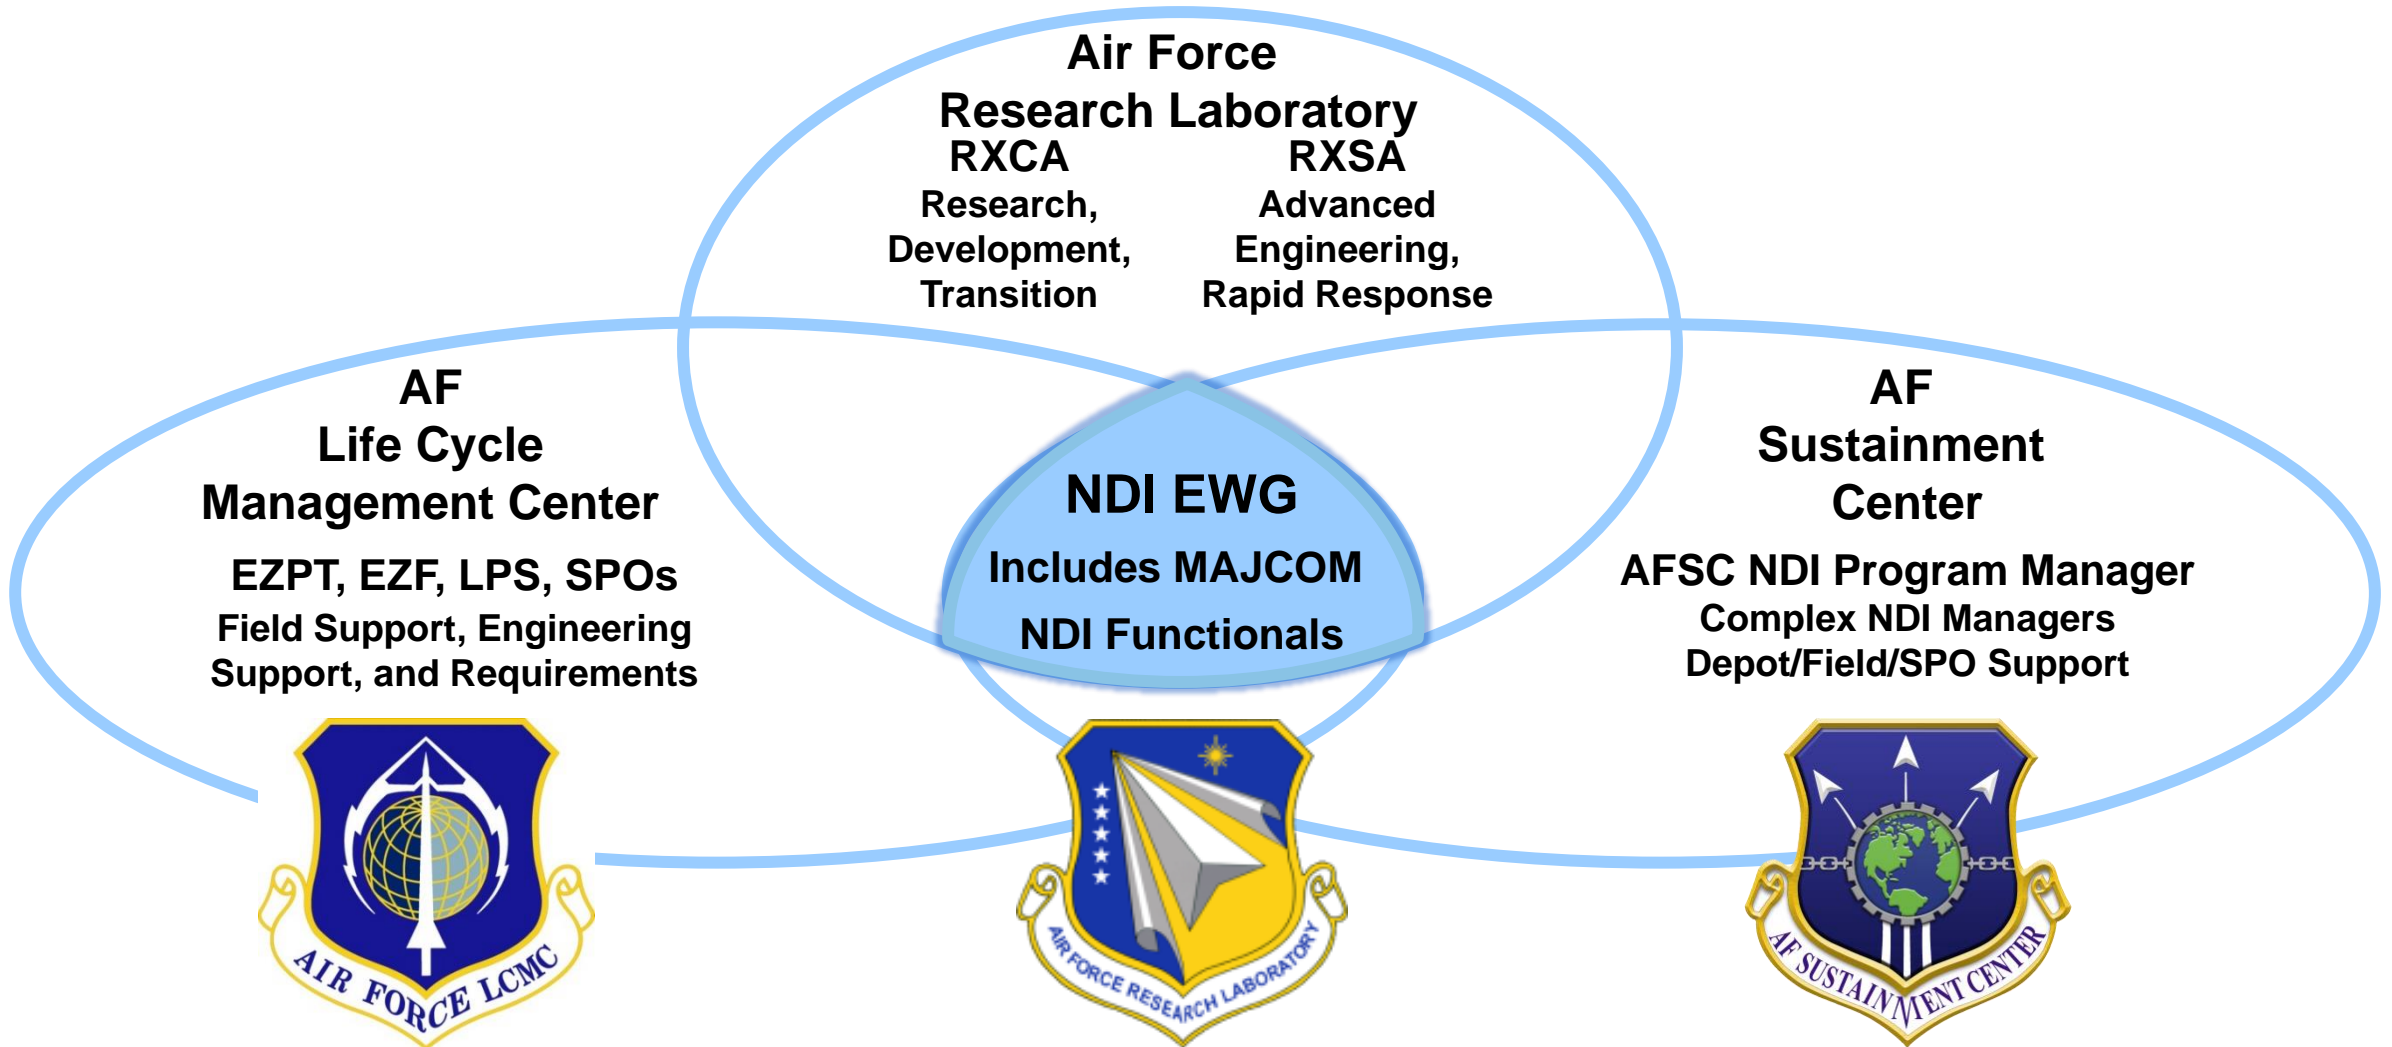 Air Force
Research Laboratory
RXCA
Research,
Development,
Transition
RXSA
Advanced
Engineering,
Rapid Response
AF
Life Cycle
Management Center
EZPT, EZF, LPS, SPOs
Field Support, Engineering
Support, and Requirements
NDI EWG
Includes MAJCOM
NDI Functionals
AF
Sustainment
Center
AFSC NDI Program Manager
Complex NDI Managers
Depot/Field/SPO Support
AIR FORCE LCMC
AIR FORCE RESEARCH LABORATORY
AF SUSTAINMENT CENTER